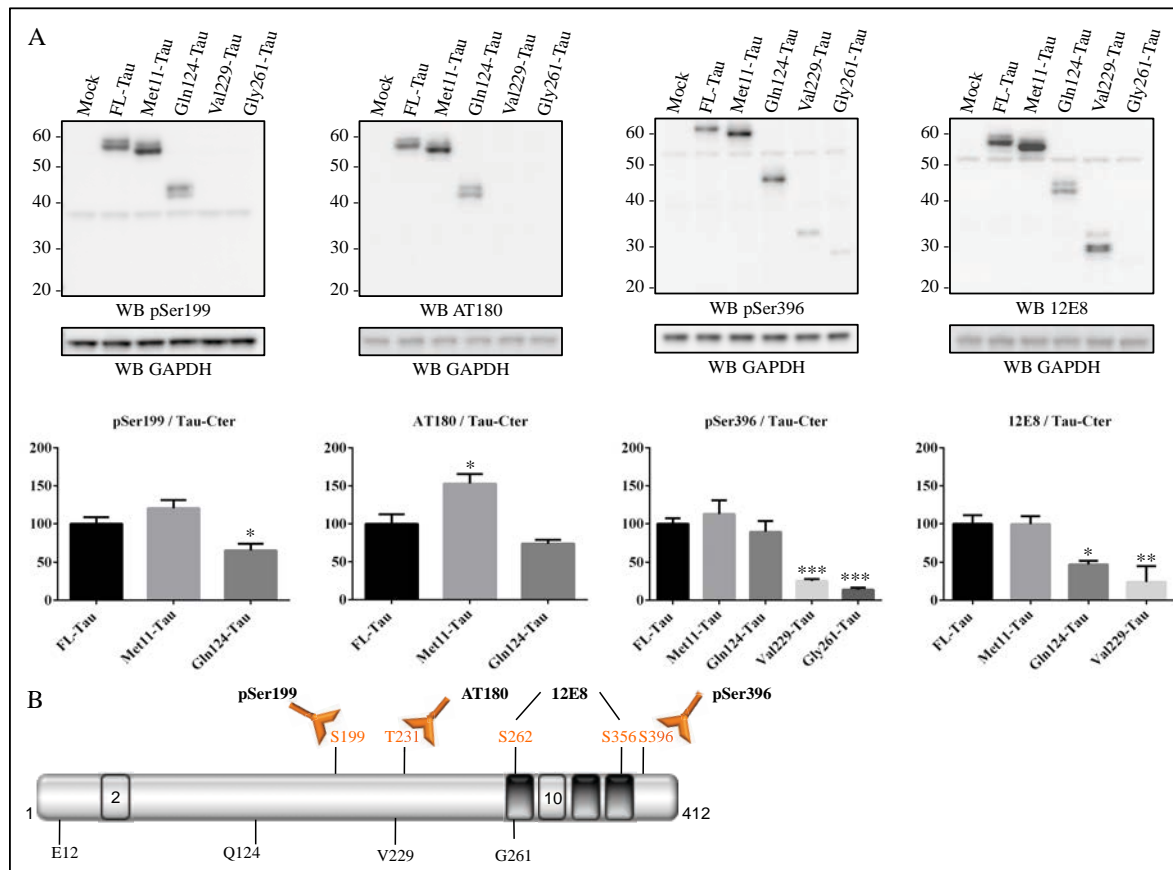 A
Mock FL-Tau Met11-Tau Gln124-Tau Val229-Tau Gly261-Tau
60
50
40
30
20
WB pSer199
WB GAPDH
Mock FL-Tau Met11-Tau Gln124-Tau Val229-Tau Gly261-Tau
60
50
40
30
20
WB AT180
WB GAPDH
Mock FL-Tau Met11-Tau Gln124-Tau Val229-Tau Gly261-Tau
60
50
40
30
20
WB pSer396
WB GAPDH
Mock FL-Tau Met11-Tau Gln124-Tau Val229-Tau Gly261-Tau
60
50
40
30
20
WB 12E8
WB GAPDH
pSer199 / Tau-Cter
200
150
100
50
0
*
FL-Tau Met11-Tau Gln124-Tau
AT180 / Tau-Cter
200
150
100
50
0
*
FL-Tau Met11-Tau Gln124-Tau
pSer396 / Tau-Cter
200
150
100
50
0
*** ***
FL-Tau Met11-Tau Gln124-Tau Val229-Tau Gly261-Tau
12E8 / Tau-Cter
200
150
100
50
0
* **
FL-Tau Met11-Tau Gln124-Tau Val229-Tau
B
pSer199 AT180 12E8 pSer396
S199 T231 S262 S356 S396
1 2 10 412
E12 Q124 V229 G261